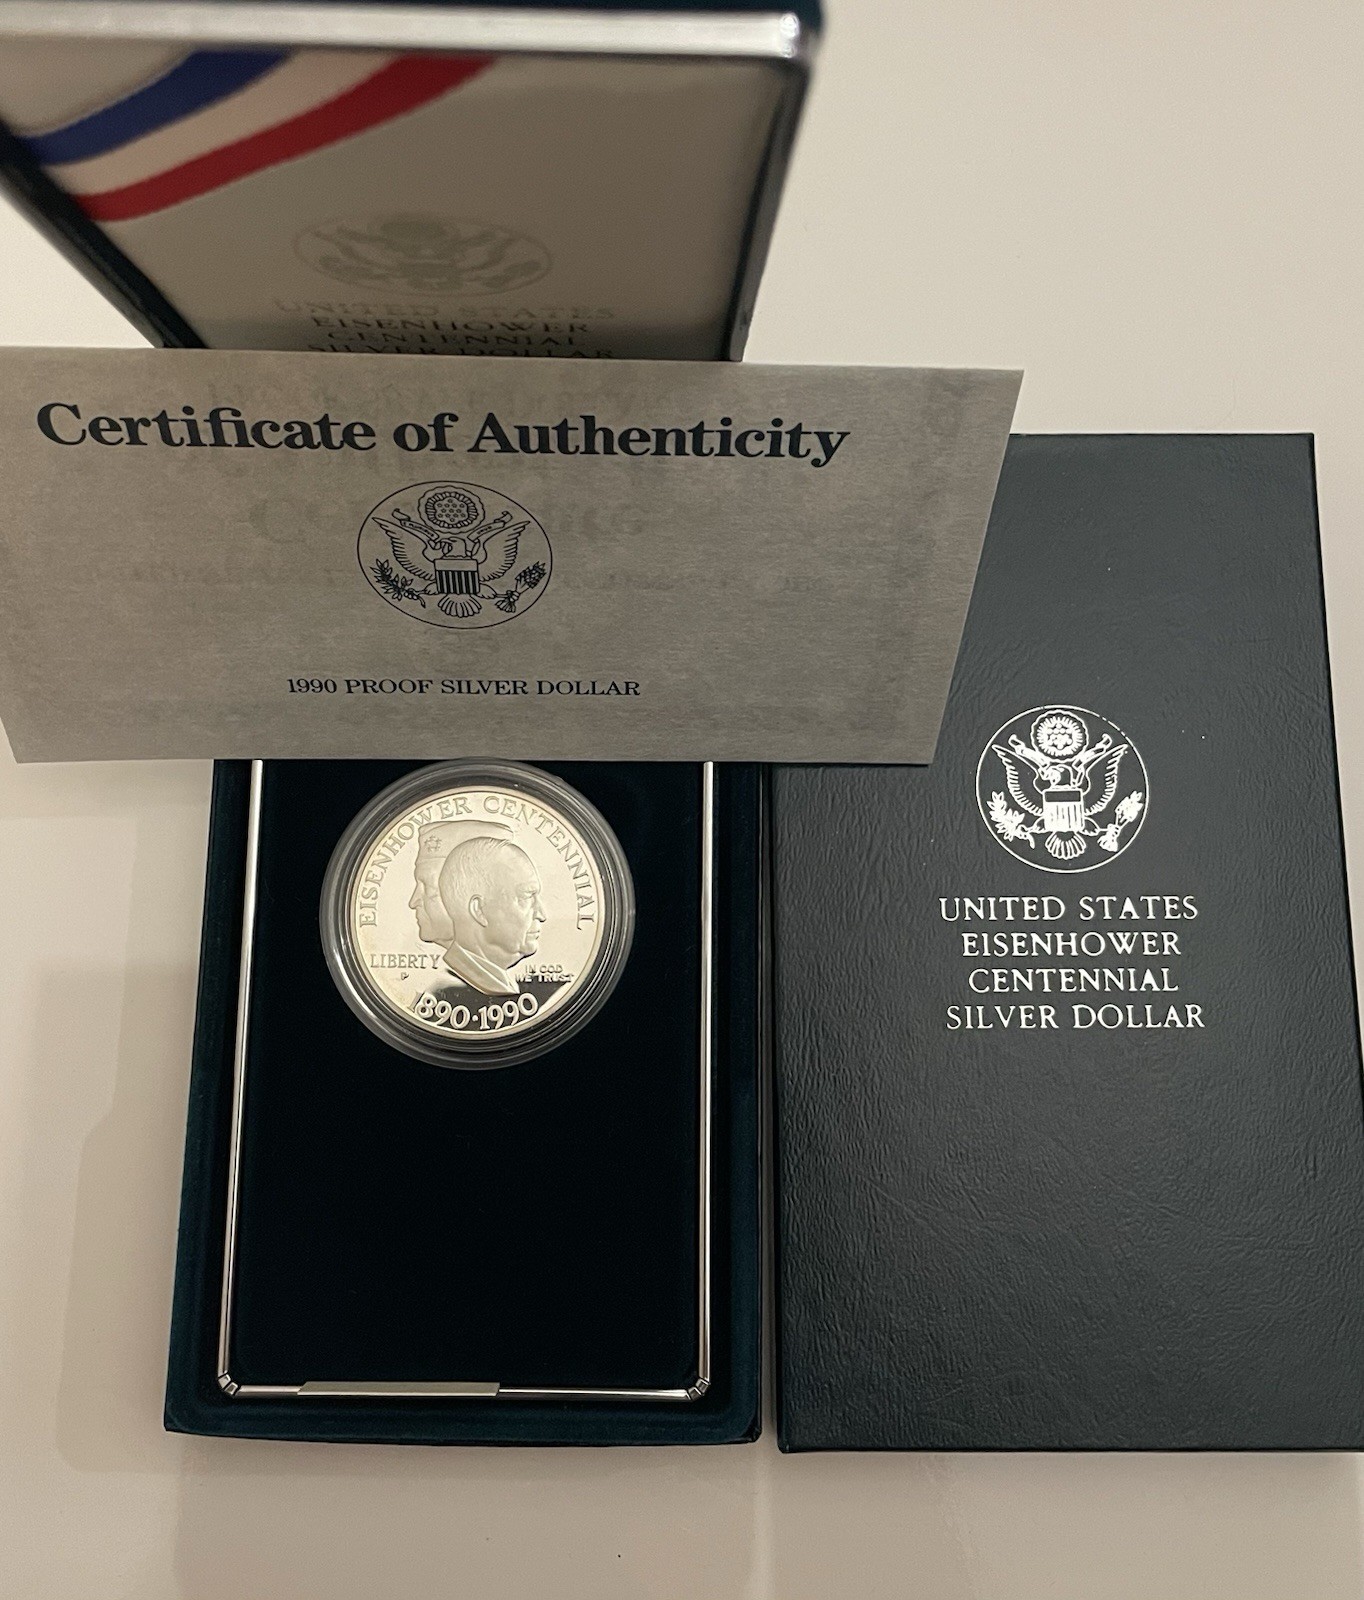 UNITED STATES
EISENHOWER
CENTENNIAL
SILVER DOLLAR
Certificate of Authenticity
1990 PROOF SILVER DOLLAR
EISENHOWER CENTENNIAL
LIBERTY
P
IN GOD
WE TRUST
1890·1990
UNITED STATES
EISENHOWER
CENTENNIAL
SILVER DOLLAR